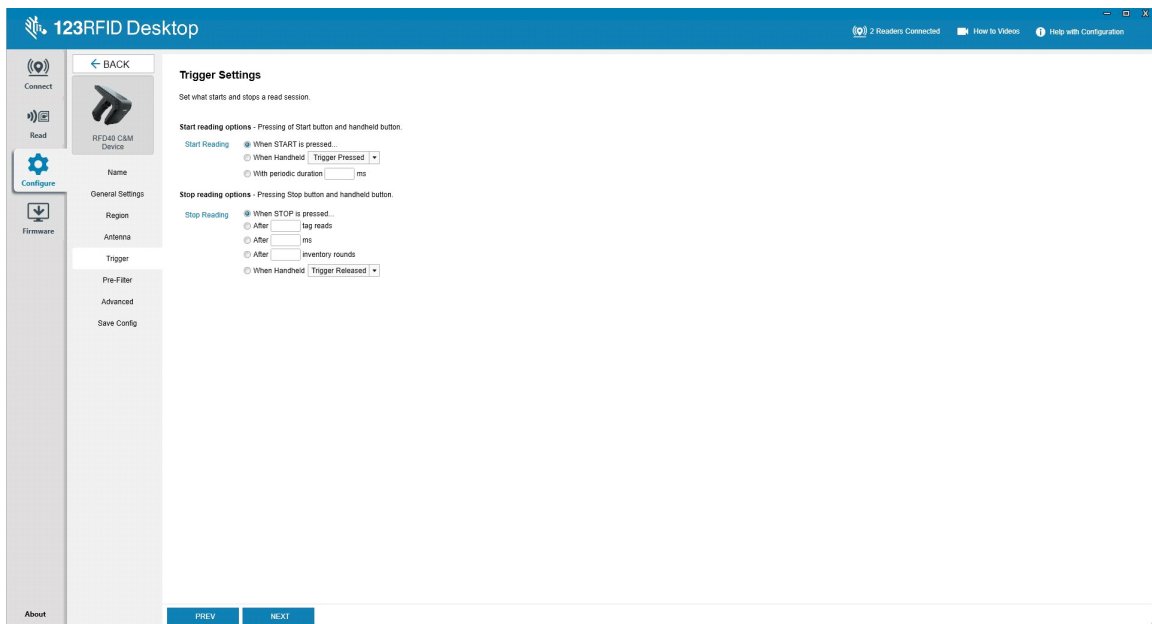 123RFID Desktop
2 Readers Connected
How to Videos
Help with Configuration
Connect
Read
Configure
Firmware
About
BACK
RFD40 C&M
Device
Name
General Settings
Region
Antenna
Trigger
Pre-Filter
Advanced
Save Config
Trigger Settings
Set what starts and stops a read session.
Start reading options - Pressing of Start button and handheld button.
Start Reading When START is pressed...
When Handheld Trigger Pressed
With periodic duration ms
Stop reading options - Pressing Stop button and handheld button.
Stop Reading When STOP is pressed...
After tag reads
After ms
After inventory rounds
When Handheld Trigger Released
PREV NEXT